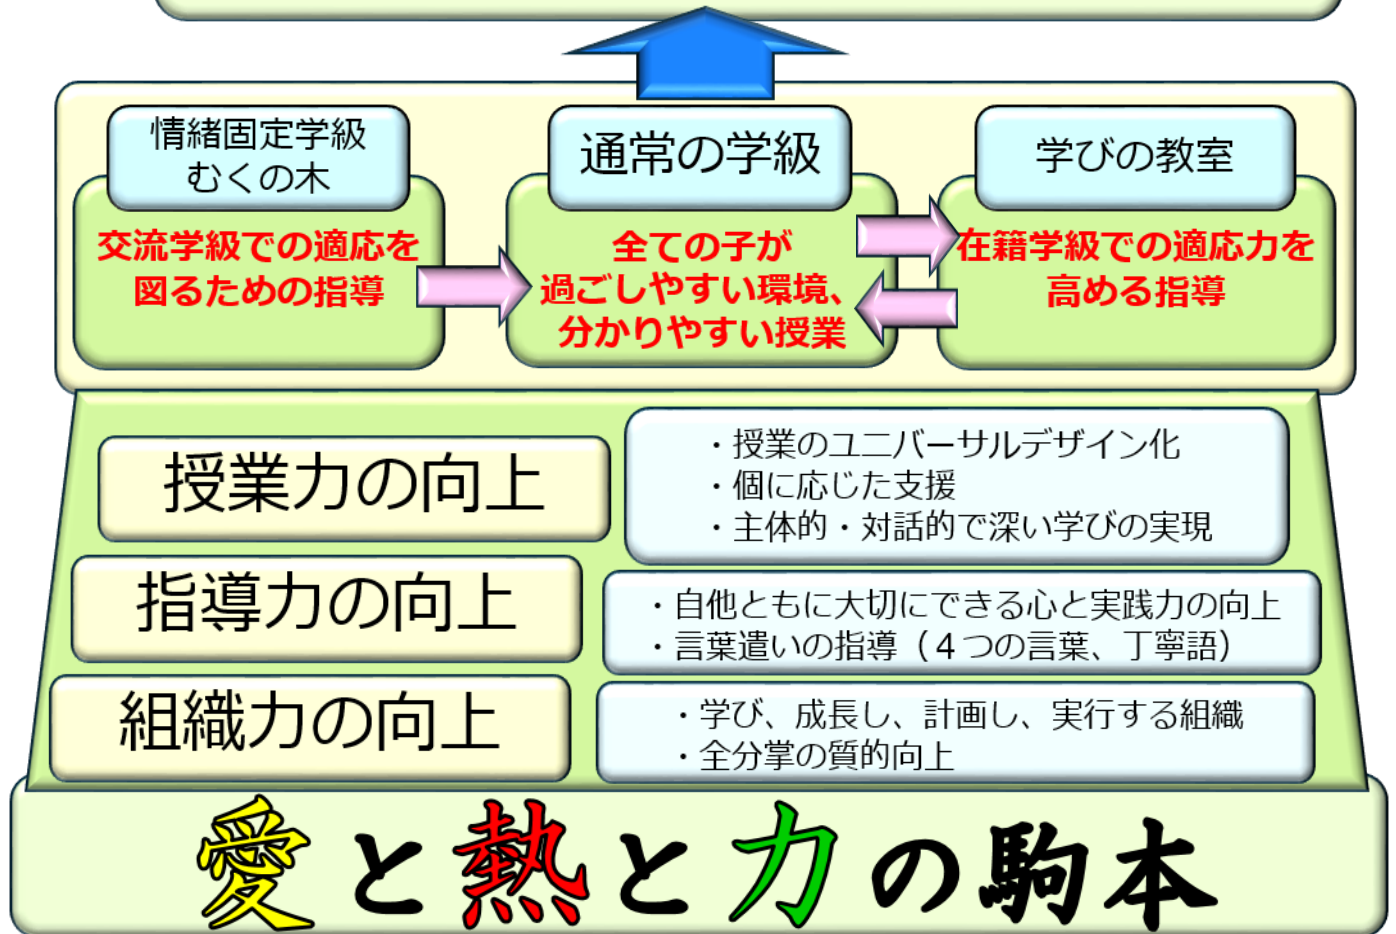 情緒固定学級
むくの木
通常の学級
学びの教室
交流学級での適応を
図るための指導
全ての子が
過ごしやすい環境、
分かりやすい授業
在籍学級での適応力を
高める指導
授業力の向上
・授業のユニバーサルデザイン化
・個に応じた支援
・主体的・対話的で深い学びの実現
指導力の向上
・自他ともに大切にできる心と実践力の向上
・言葉遣いの指導（４つの言葉、丁寧語）
組織力の向上
・学び、成長し、計画し、実行する組織
・全分掌の質的向上
愛と熱と力の駒本